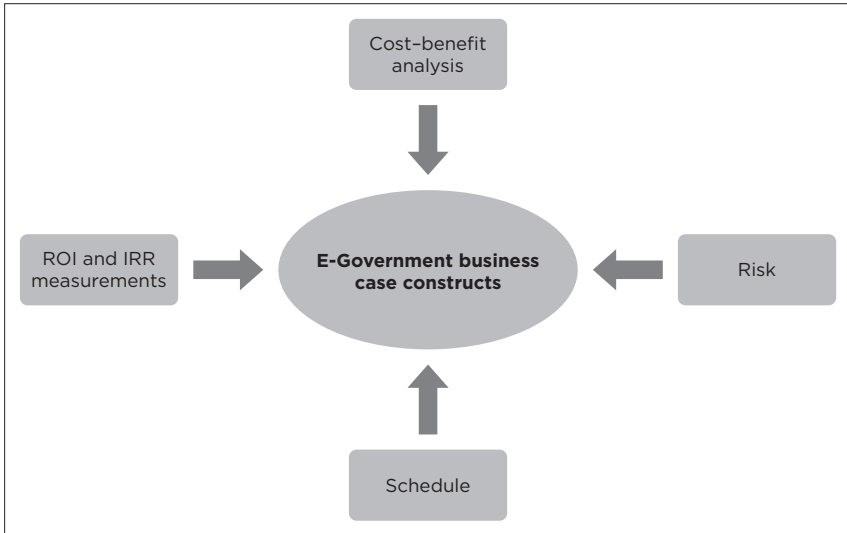 Cost–benefit
analysis
ROI and IRR
measurements
E-Government business
case constructs
Risk
Schedule